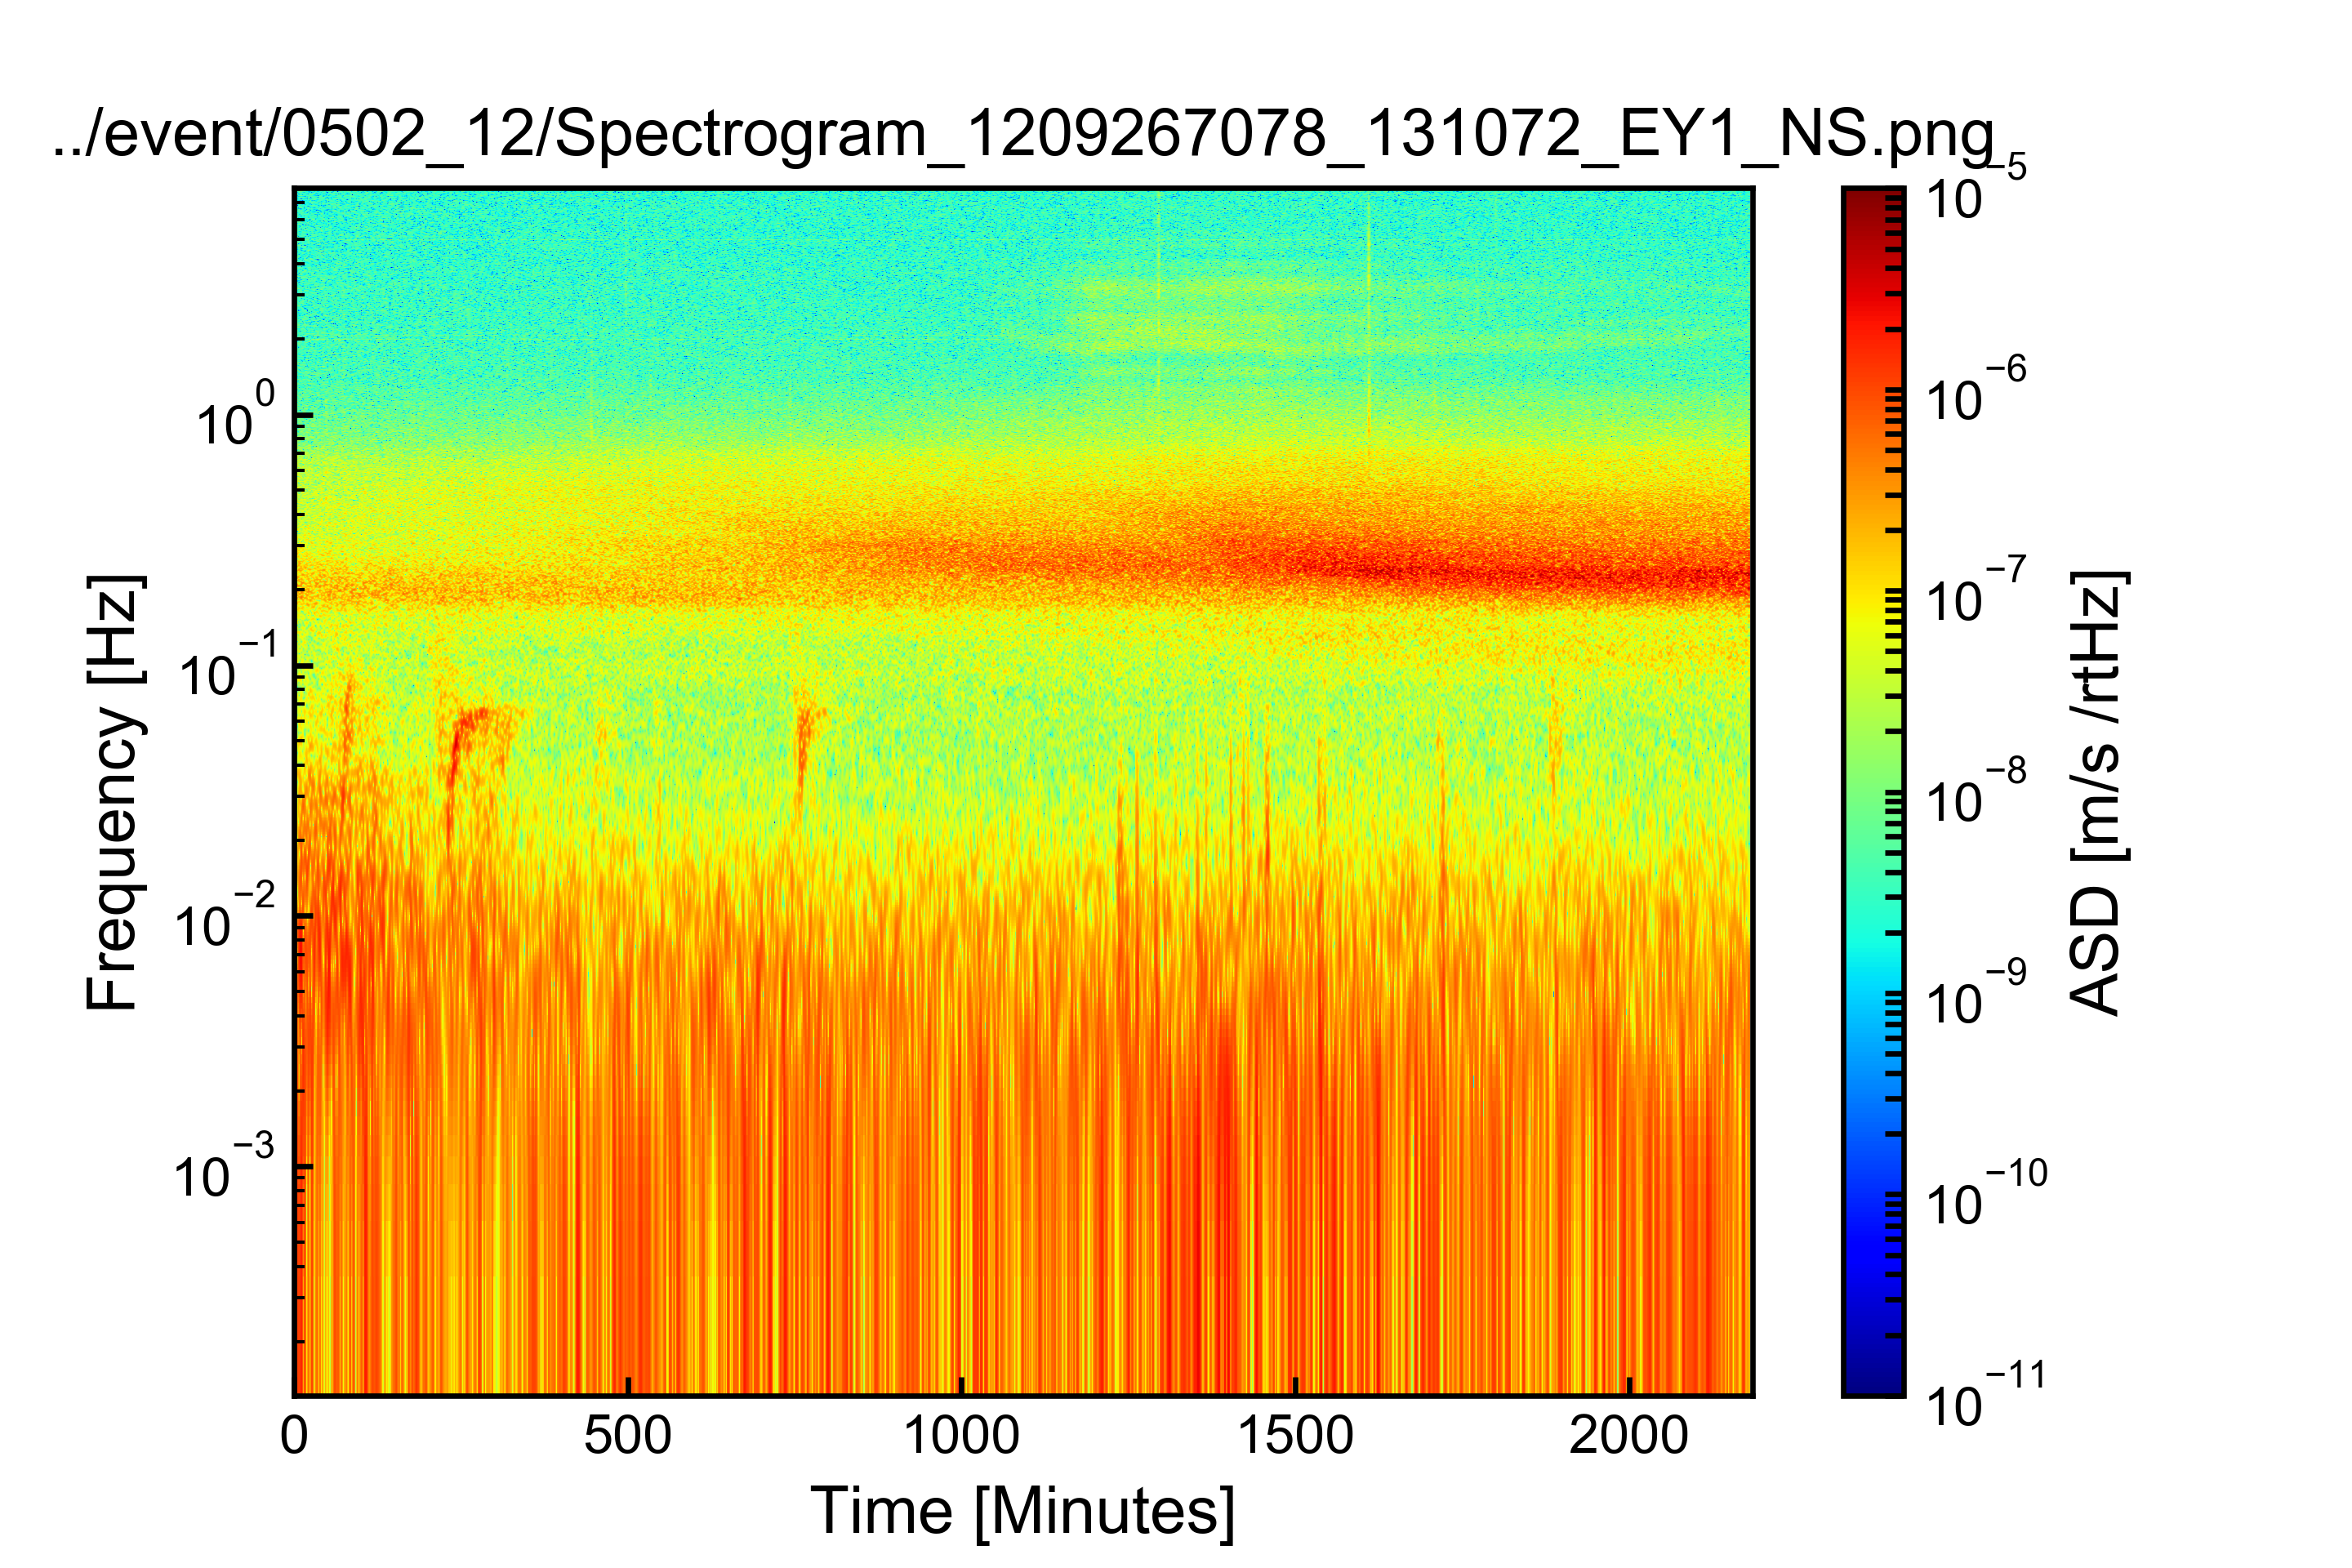 ../event/0502_12/Spectrogram_1209267078_131072_EY1_NS.png
Frequency [Hz]
10^0
10^−1
10^−2
10^−3
0 500 1000 1500 2000
Time [Minutes]
10^−5
10^−6
10^−7
10^−8
10^−9
10^−10
10^−11
ASD [m/s /rtHz]